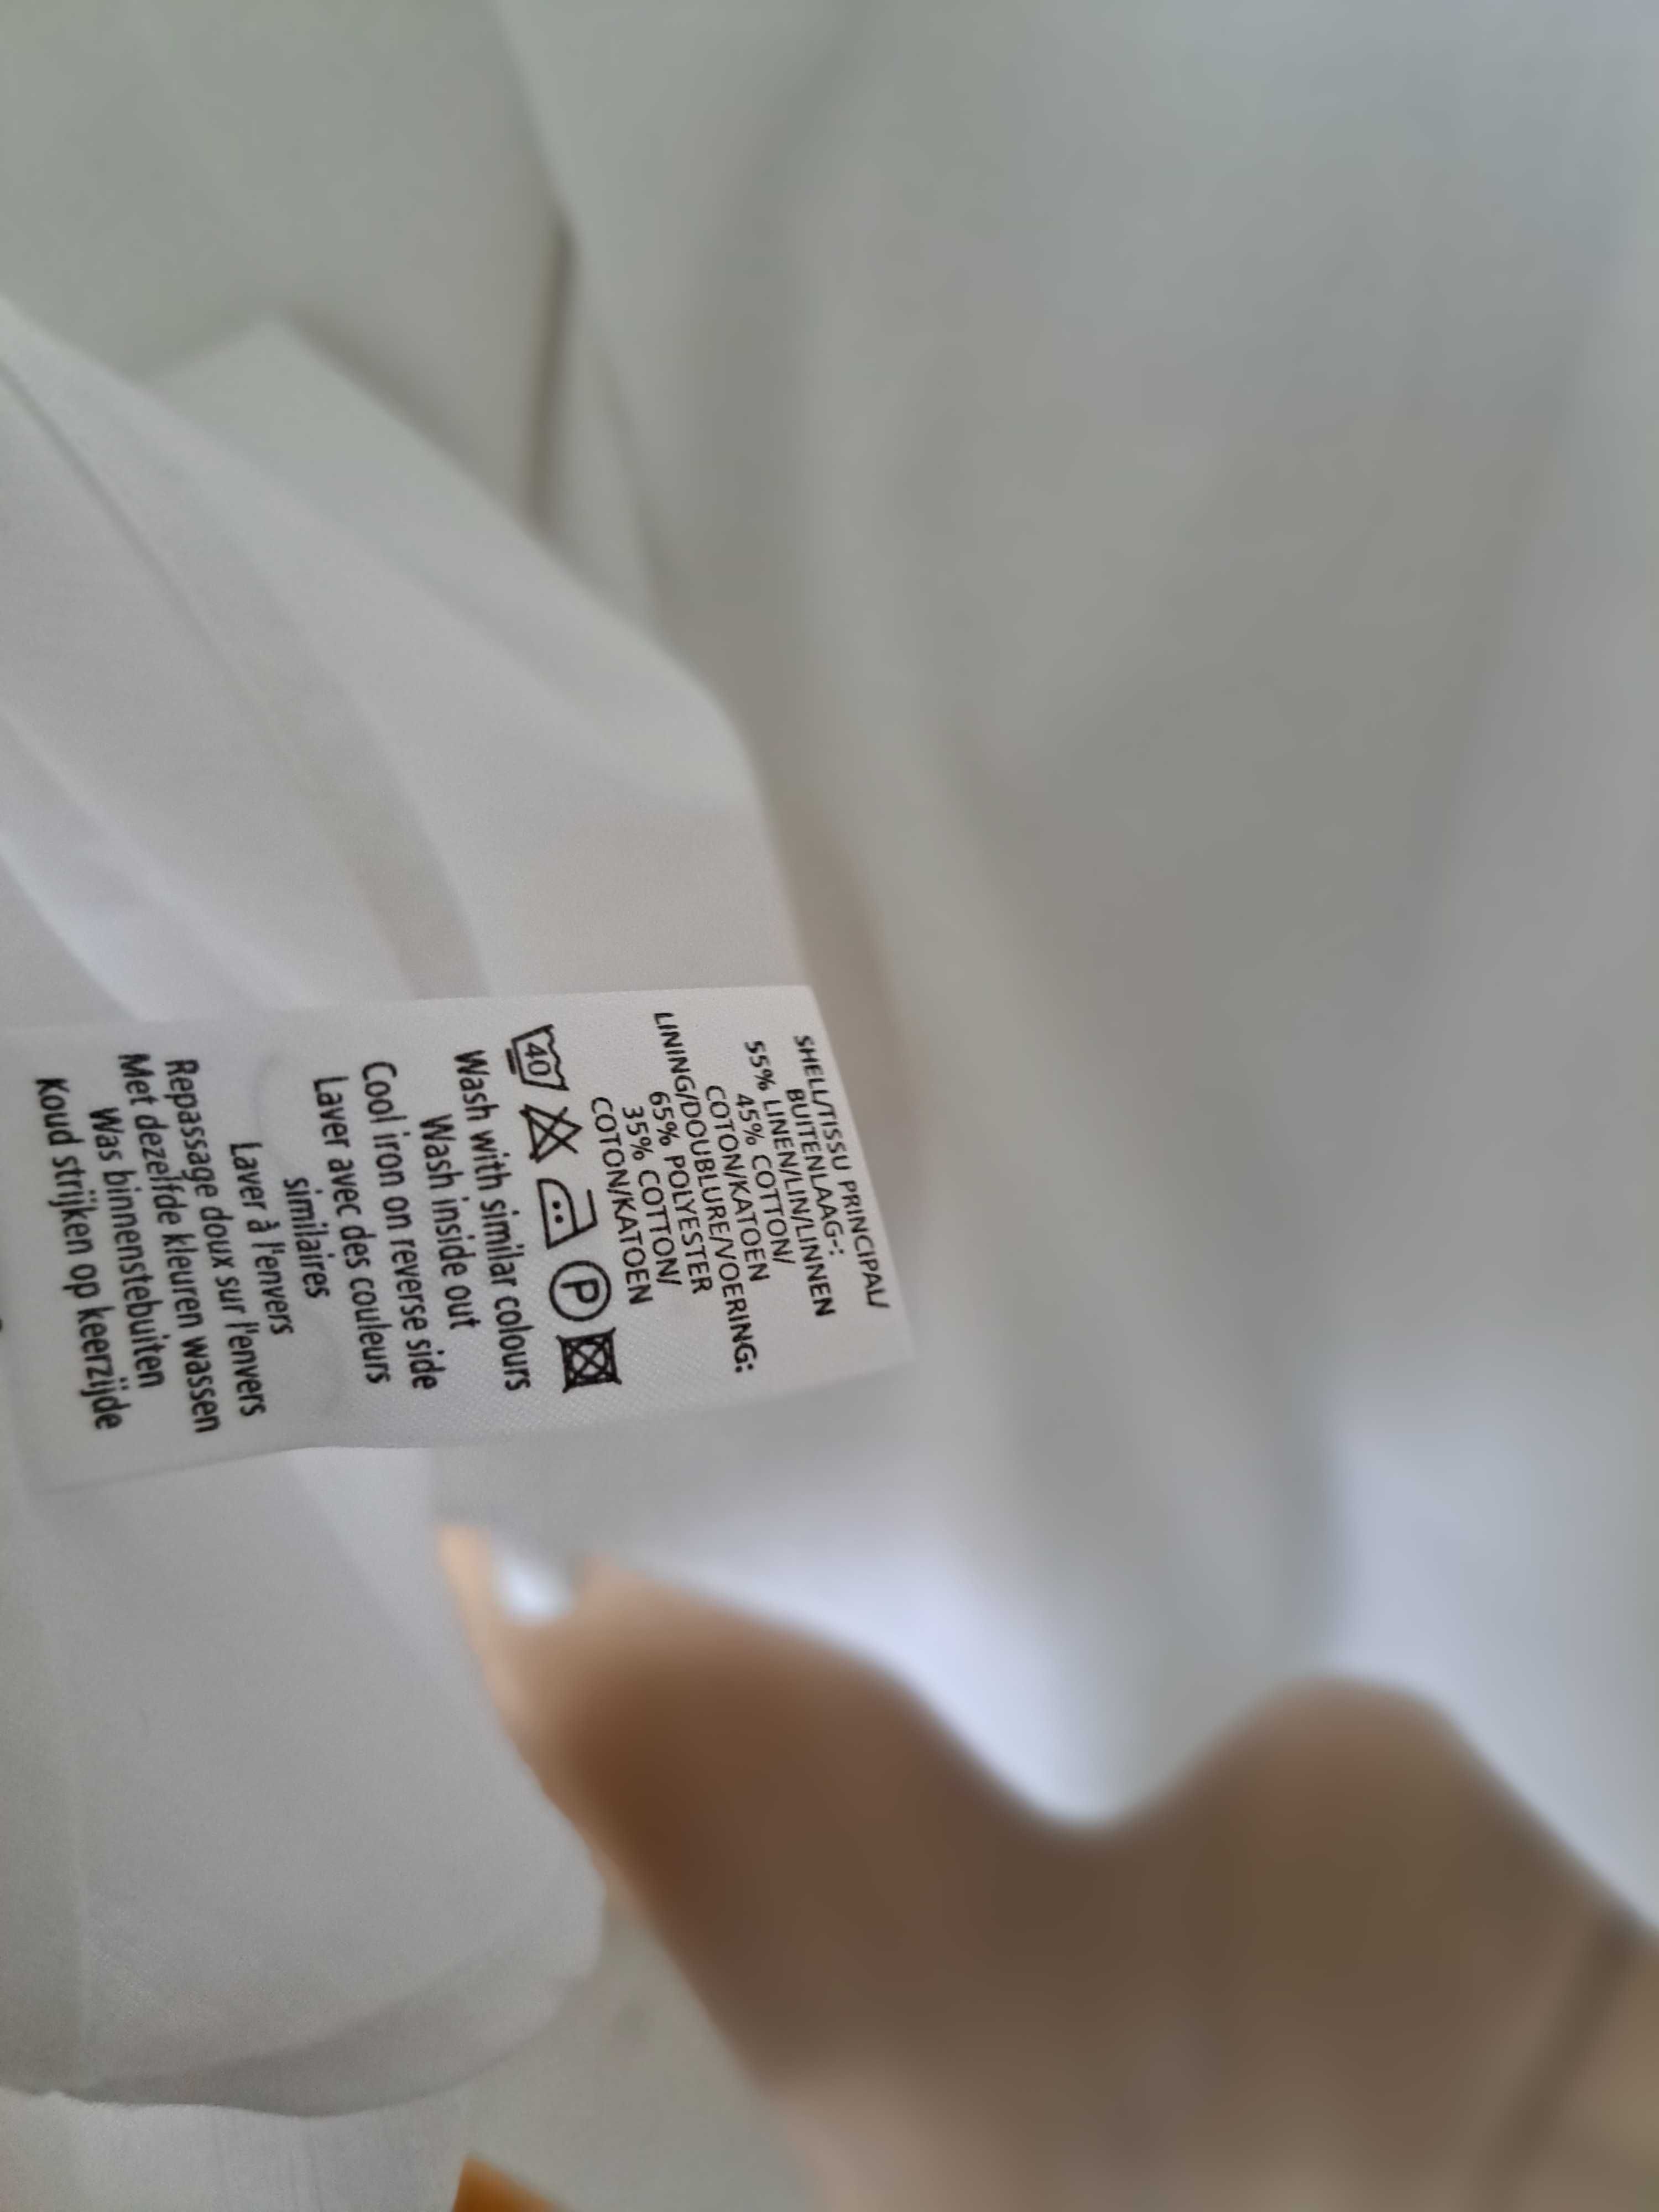 SHELL/TISSU PRINCIPAL/
BUITENLAAG-:
55% LINEN/LIN/LINNEN
45% COTTON/
COTON/KATOEN
LINING/DOUBLURE/VOERING:
65% POLYESTER
35% COTTON/
COTON/KATOEN
40 P
Wash with similar colours
Wash inside out
Cool iron on reverse side
Laver avec des couleurs
similaires
Laver à l'envers
Repassage doux sur l'envers
Met dezelfde kleuren wassen
Was binnenstebuiten
Koud strijken op keerzijde